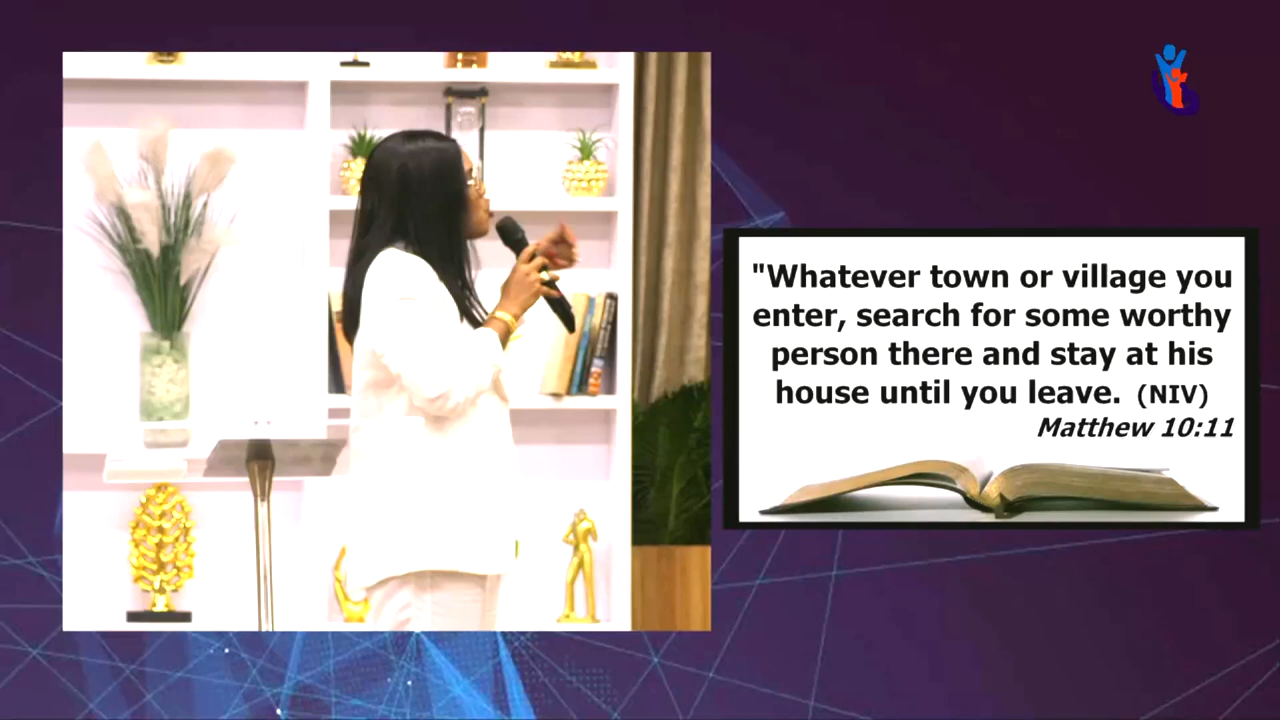 "Whatever town or village you
enter, search for some worthy
person there and stay at his
house until you leave. (NIV)
Matthew 10:11